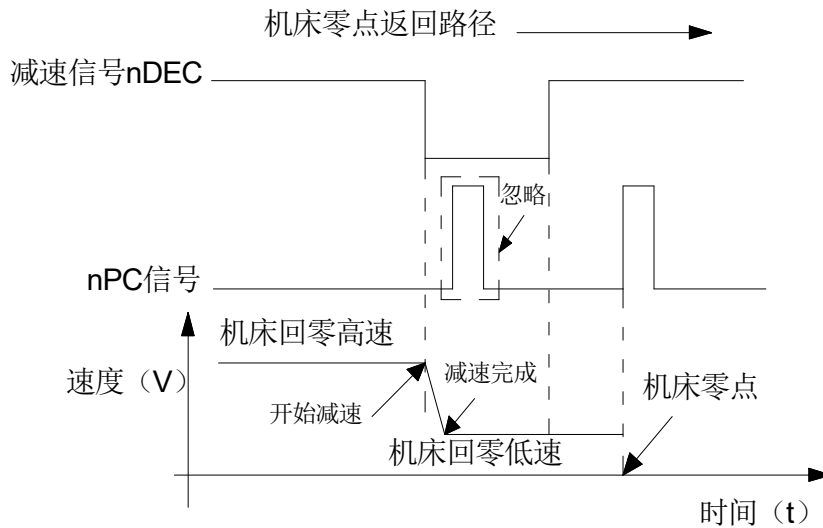 机床零点返回路径
减速信号nDEC
忽略
nPC信号
机床回零高速
速度（V）
减速完成
机床零点
开始减速
机床回零低速
时间（t）